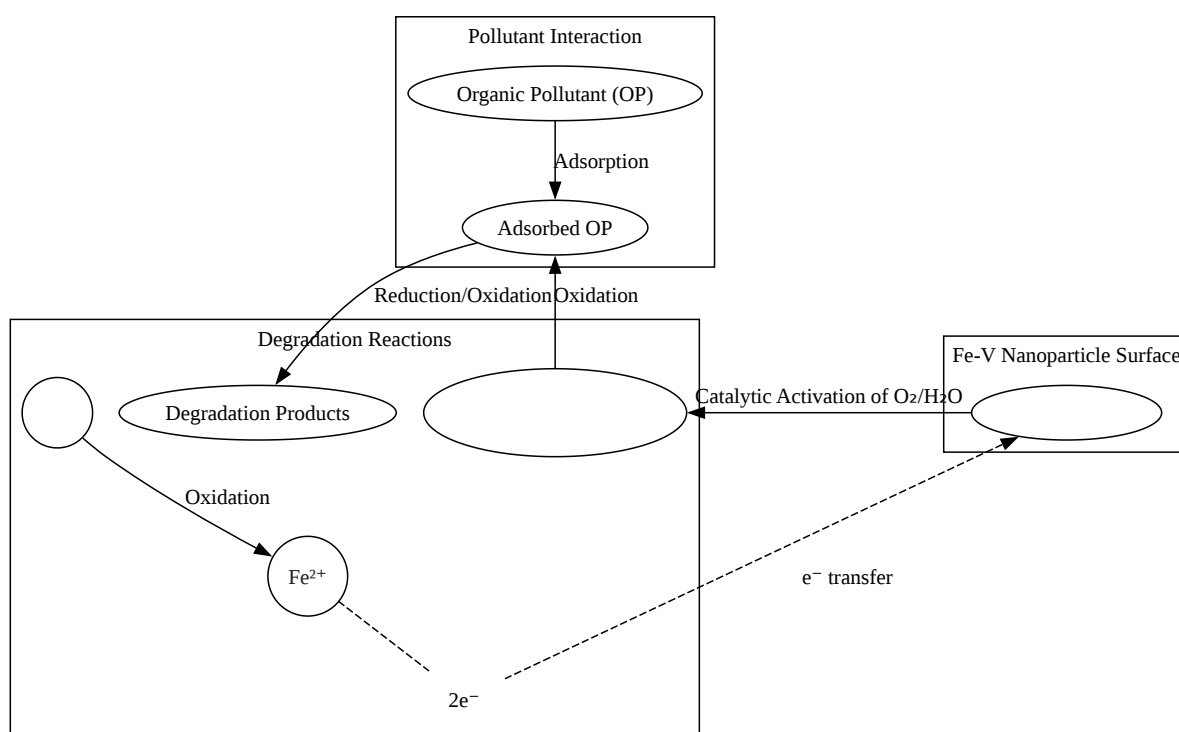 Pollutant Interaction
Organic Pollutant (OP)
Adsorption
Adsorbed OP
Reduction/Oxidation
Oxidation
Degradation Reactions
Fe-V Nanoparticle Surface
Catalytic Activation of O₂/H₂O
Degradation Products
Oxidation
Fe²⁺
e⁻ transfer
2e⁻